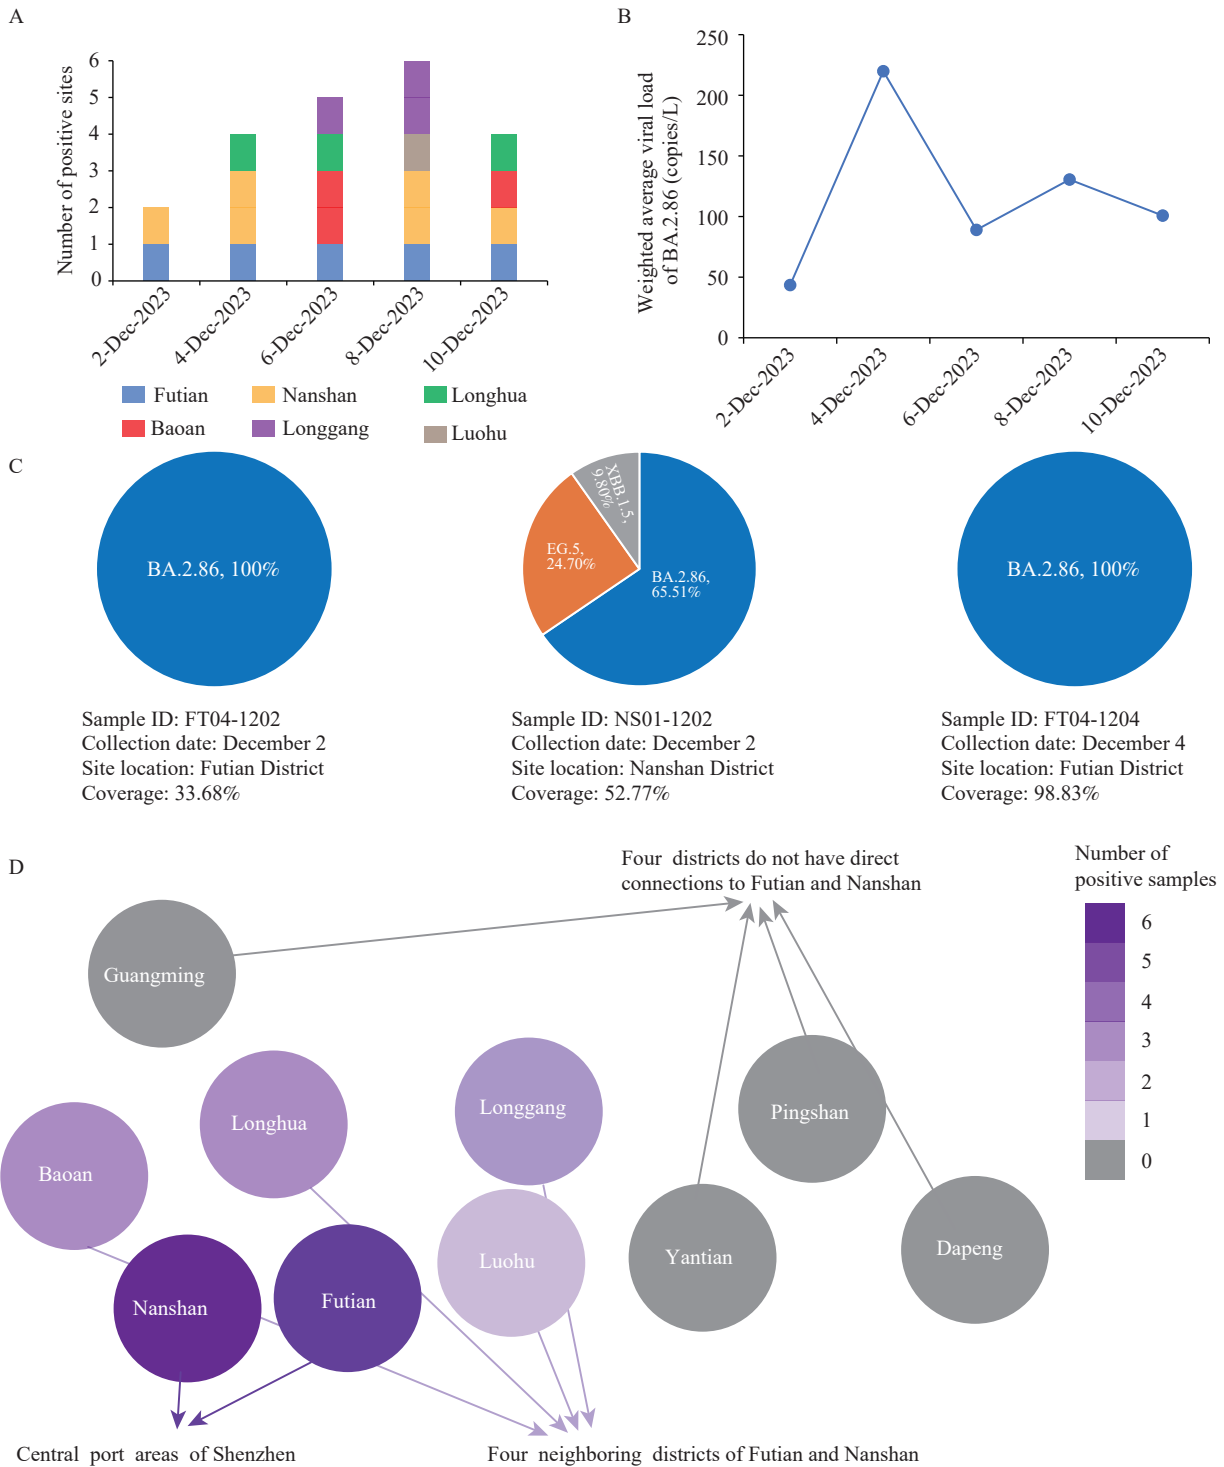 A
Number of positive sites
6
5
4
3
2
1
0
2-Dec-2023
4-Dec-2023
6-Dec-2023
8-Dec-2023
10-Dec-2023
Futian
Nanshan
Longhua
Baoan
Longgang
Luohu
B
Weighted average viral load
of BA.2.86 (copies/L)
250
200
150
100
50
0
2-Dec-2023
4-Dec-2023
6-Dec-2023
8-Dec-2023
10-Dec-2023
C
BA.2.86, 100%
Sample ID: FT04-1202
Collection date: December 2
Site location: Futian District
Coverage: 33.68%
XBB.1.5,
9.80%
EG.5,
24.70%
BA.2.86,
65.51%
Sample ID: NS01-1202
Collection date: December 2
Site location: Nanshan District
Coverage: 52.77%
BA.2.86, 100%
Sample ID: FT04-1204
Collection date: December 4
Site location: Futian District
Coverage: 98.83%
D
Four districts do not have direct
connections to Futian and Nanshan
Number of
positive samples
6
5
4
3
2
1
0
Guangming
Longhua
Longgang
Pingshan
Baoan
Nanshan
Futian
Luohu
Yantian
Dapeng
Central port areas of Shenzhen
Four neighboring districts of Futian and Nanshan